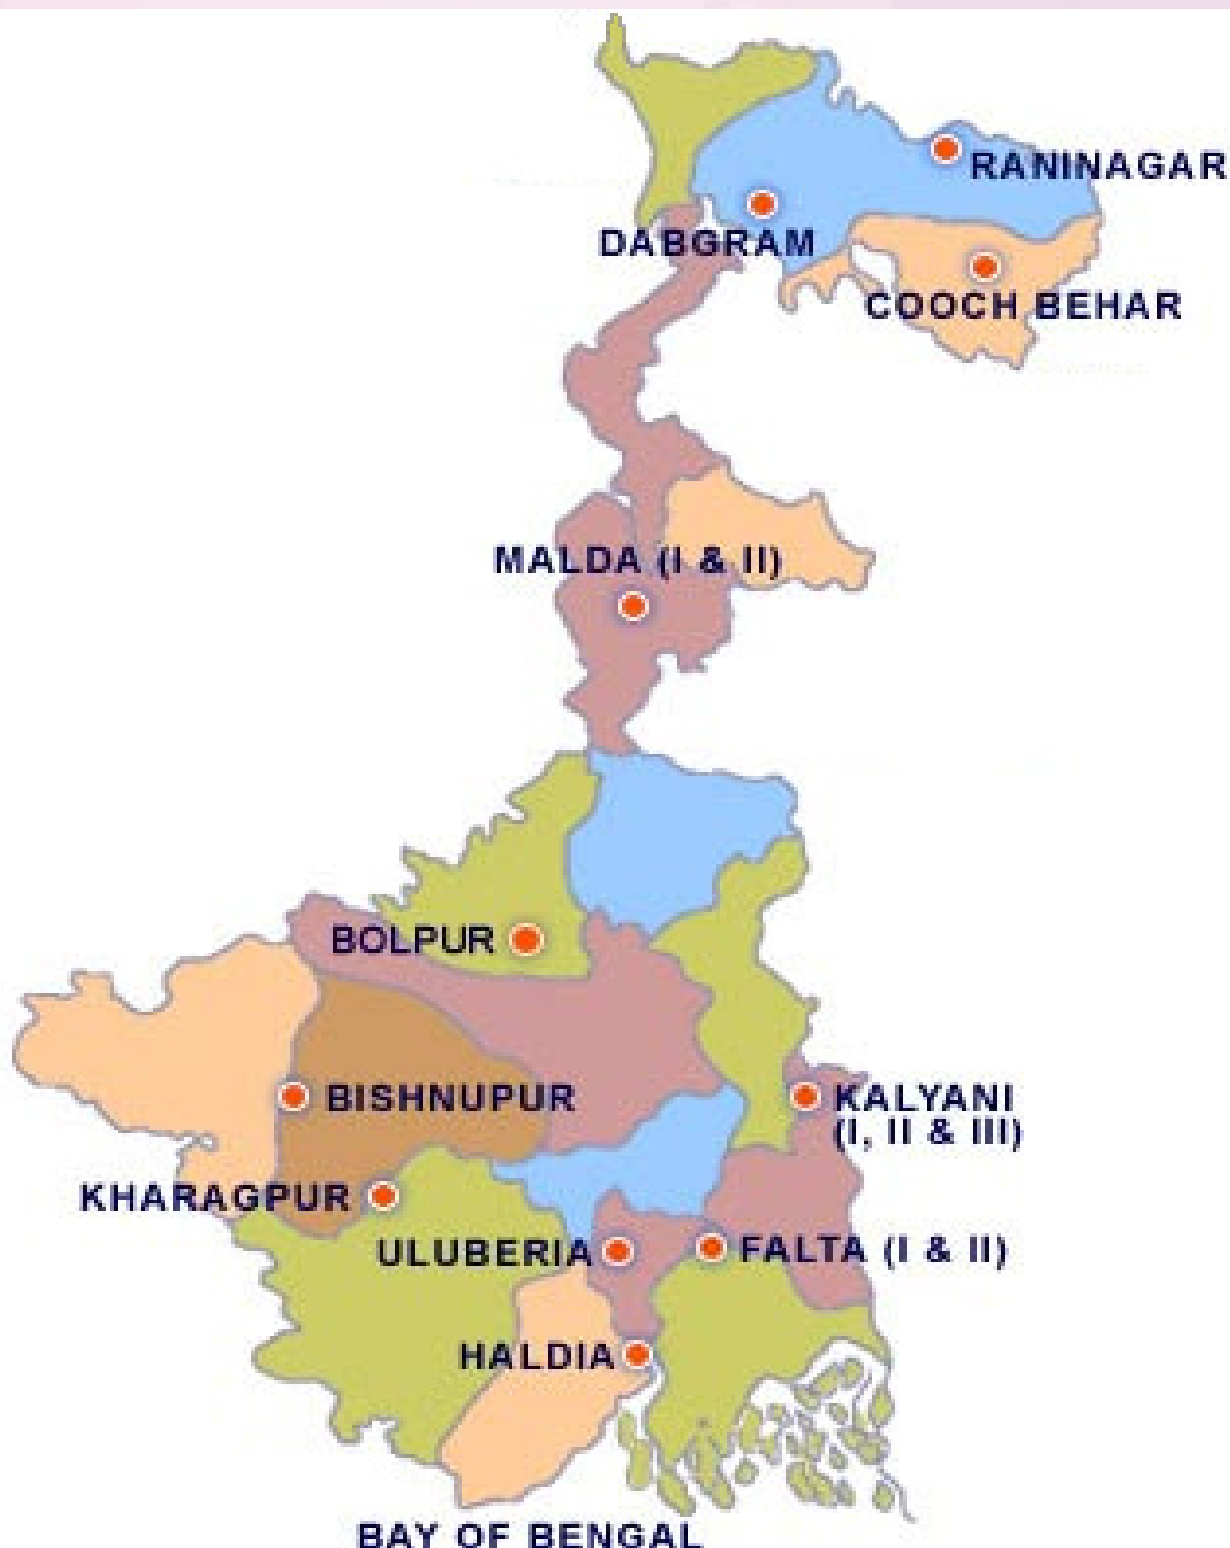 RANINAGAR
DABGRAM
COOCH BEHAR
MALDA (I & II)
BOLPUR
BISHNUPUR
KALYANI
(I, II & III)
KHARAGPUR
ULUBERIA
FALTA (I & II)
HALDIA
BAY OF BENGAL